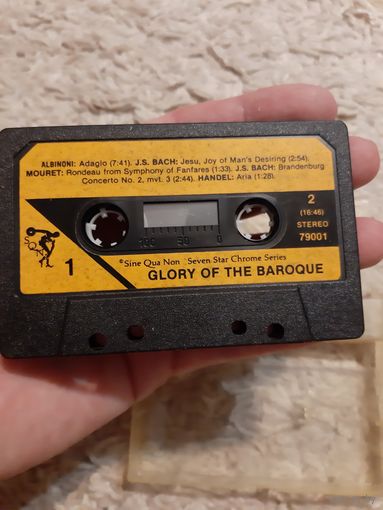 ALBINONI: Adagio (7:41). J.S. BACH: Jesu, Joy of Man's Desiring (2:54).
MOURET: Rondeau from Symphony of Fanfares (1:33). J.S. BACH: Brandenburg
Concerto No. 2, mvt. 3 (2:44). HANDEL: Aria (1:28).
2
(16:46)
STEREO
79001
100 50 0
SQN
1
©Sine Qua Non Seven Star Chrome Series
GLORY OF THE BAROQUE